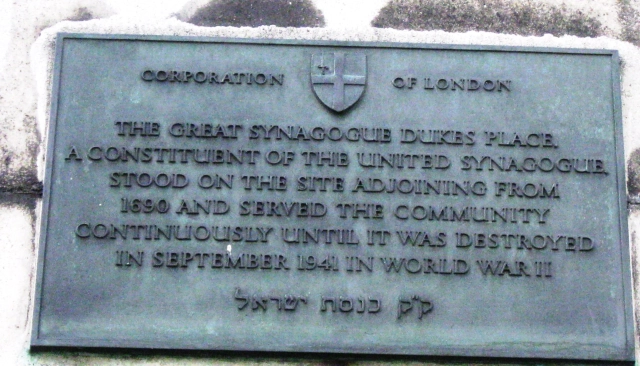 CORPORATION OF LONDON
THE GREAT SYNAGOGUE DUKES PLACE,
A CONSTITUENT OF THE UNITED SYNAGOGUE,
STOOD ON THE SITE ADJOINING FROM
1690 AND SERVED THE COMMUNITY
CONTINUOUSLY UNTIL IT WAS DESTROYED
IN SEPTEMBER 1941 IN WORLD WAR II
ק״ק כנסת ישראל